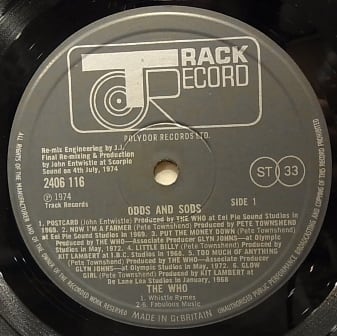 TRACK
RECORD
POLYDOR RECORDS LTD.
Re-mix Engineering by J.I.
Final Re-mixing & Production
by John Entwistle at Scorpio
Sound on 4th July, 1974
2406 116
℗ 1974
Track Records
ST 33
ODDS AND SODS
SIDE 1
1. POSTCARD (John Entwistle) Produced by THE WHO at Eel Pie Sound Studios in
1969. 2. NOW I'M A FARMER (Pete Townshend) Produced by PETE TOWNSHEND
at Eel Pie Studios in 1969. 3. PUT THE MONEY DOWN (Pete Townshend)
Produced by THE WHO—Associate Producer GLYN JOHNS—at Olympic
Studios in May, 1972. 4. LITTLE BILLY (Pete Townshend) Produced by
KIT LAMBERT at I.B.C. Studios in 1968. 5. TOO MUCH OF ANYTHING
(Pete Townshend) Produced by THE WHO—Associate Producer GLYN
JOHNS—at Olympic Studios in May, 1972. 6. GLOW
GIRL (Pete Townshend) Produced by KIT LAMBERT at
De Lane Lea Studios in January, 1968
THE WHO
1. Whistle Rymes
2-6. Fabulous Music
MADE IN Gt. BRITAIN
ALL RIGHTS OF THE MANUFACTURER AND OF THE OWNER OF THE RECORDED WORK RESERVED
UNAUTHORISED PUBLIC PERFORMANCE BROADCASTING AND COPYING OF THIS RECORD PROHIBITED